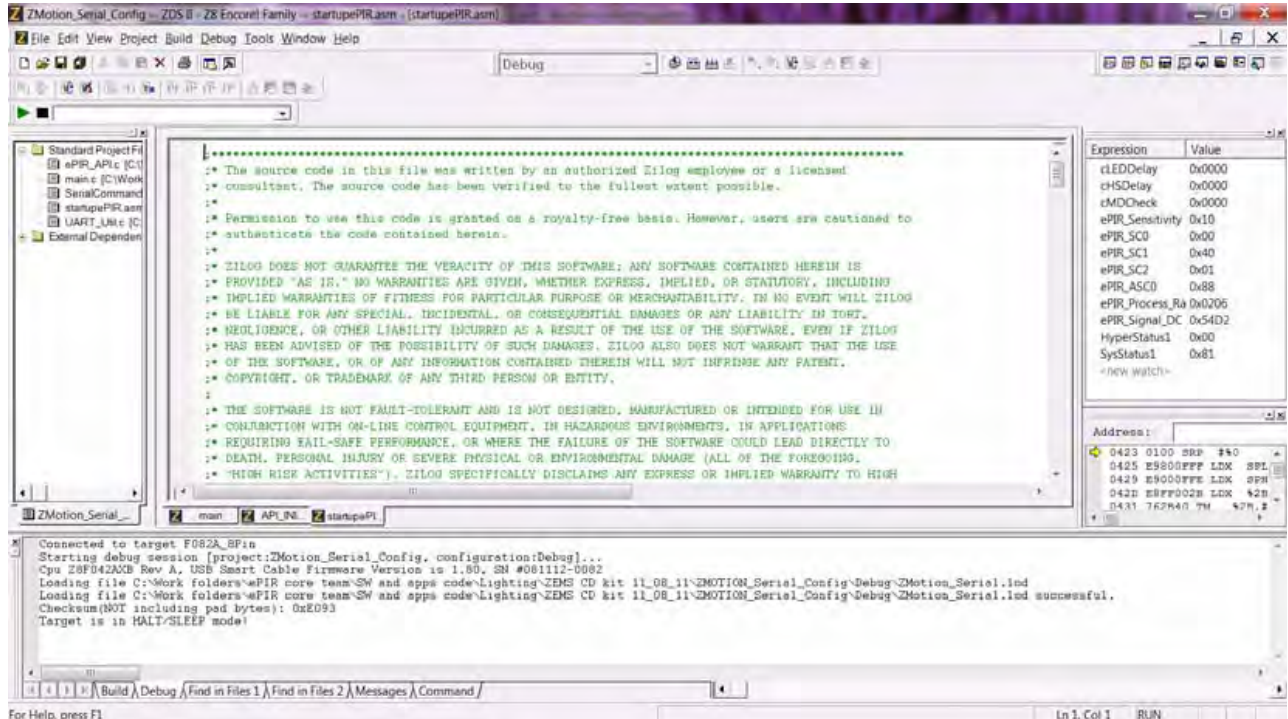 ZMotion_Serial_Config - ZDS II - Z8 Encore! Family - startupePIR.asm - [startupePIR.asm]
File Edit View Project Build Debug Tools Window Help
Debug
Standard Project Fil
ePIR_API.c [C:\
main.c [C:\Work
SerialCommand
startupePIR.asm
UART_Util.c [C:
External Dependen
ZMotion_Serial_...
;* The source code in this file was written by an authorized Zilog employee or a licensed
;* consultant. The source code has been verified to the fullest extent possible.
;*
;* Permission to use this code is granted on a royalty-free basis. However, users are cautioned to
;* authenticate the code contained herein.
;*
;* ZILOG DOES NOT GUARANTEE THE VERACITY OF THIS SOFTWARE; ANY SOFTWARE CONTAINED HEREIN IS
;* PROVIDED "AS IS." NO WARRANTIES ARE GIVEN, WHETHER EXPRESS, IMPLIED, OR STATUTORY, INCLUDING
;* IMPLIED WARRANTIES OF FITNESS FOR PARTICULAR PURPOSE OR MERCHANTABILITY. IN NO EVENT WILL ZILOG
;* BE LIABLE FOR ANY SPECIAL, INCIDENTAL, OR CONSEQUENTIAL DAMAGES OR ANY LIABILITY IN TORT,
;* NEGLIGENCE, OR OTHER LIABILITY INCURRED AS A RESULT OF THE USE OF THE SOFTWARE, EVEN IF ZILOG
;* HAS BEEN ADVISED OF THE POSSIBILITY OF SUCH DAMAGES. ZILOG ALSO DOES NOT WARRANT THAT THE USE
;* OF THE SOFTWARE, OR OF ANY INFORMATION CONTAINED THEREIN WILL NOT INFRINGE ANY PATENT,
;* COPYRIGHT, OR TRADEMARK OF ANY THIRD PERSON OR ENTITY.
;
;* THE SOFTWARE IS NOT FAULT-TOLERANT AND IS NOT DESIGNED, MANUFACTURED OR INTENDED FOR USE IN
;* CONJUNCTION WITH ON-LINE CONTROL EQUIPMENT, IN HAZARDOUS ENVIRONMENTS, IN APPLICATIONS
;* REQUIRING FAIL-SAFE PERFORMANCE, OR WHERE THE FAILURE OF THE SOFTWARE COULD LEAD DIRECTLY TO
;* DEATH, PERSONAL INJURY OR SEVERE PHYSICAL OR ENVIRONMENTAL DAMAGE (ALL OF THE FOREGOING,
;* "HIGH RISK ACTIVITIES"). ZILOG SPECIFICALLY DISCLAIMS ANY EXPRESS OR IMPLIED WARRANTY TO HIGH
main API_INI... startupePI...
Expression Value
cLEDDelay 0x0000
cHSDelay 0x0000
cMDCheck 0x0000
ePIR_Sensitivity 0x10
ePIR_SC0 0x00
ePIR_SC1 0x40
ePIR_SC2 0x01
ePIR_ASC0 0x88
ePIR_Process_Ra 0x0206
ePIR_Signal_DC 0x54D2
HyperStatus1 0x00
SysStatus1 0x81
<new watch>
Address:
0423 0100 SRP #%0
0425 E9800FFF LDX SPL
0429 E9000FFE LDX SPH
042D E8FF002B LDX %2B
0431 762B40 TM %2B,#
Connected to target F082A_8Pin
Starting debug session [project:ZMotion_Serial_Config, configuration:Debug]...
Cpu Z8F042AXB Rev A, USB Smart Cable Firmware Version is 1.80, SN #081112-0082
Loading file C:\Work folders\ePIR core team\SW and apps code\Lighting\ZEMS CD kit 11_08_11\ZMOTION_Serial_Config\Debug\ZMotion_Serial.lod
Loading file C:\Work folders\ePIR core team\SW and apps code\Lighting\ZEMS CD kit 11_08_11\ZMOTION_Serial_Config\Debug\ZMotion_Serial.lod successful.
Checksum(NOT including pad bytes): 0xE093
Target is in HALT/SLEEP mode!
Build Debug Find in Files 1 Find in Files 2 Messages Command
For Help, press F1
Ln 1, Col 1 RUN